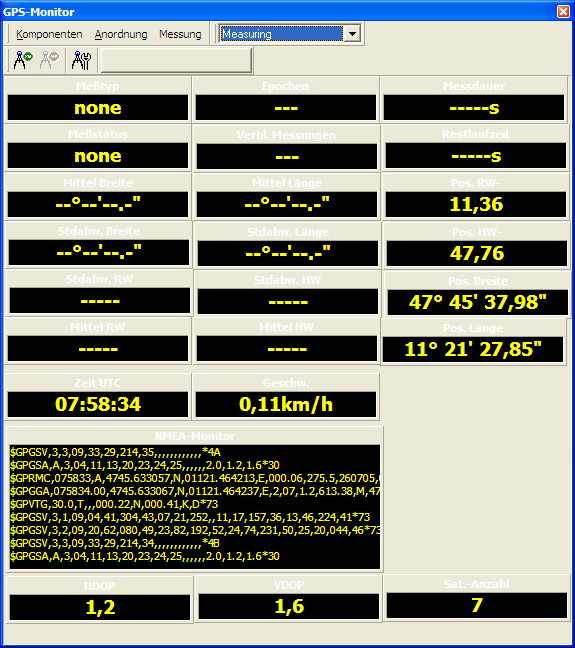 GPS-Monitor
Komponenten Anordnung Messung Measuring
Meßtyp Epochen Messdauer
none --- -----s
Meßstatus Verbl. Messungen Restlaufzeit
none --- -----s
Mittel Breite Mittel Länge Pos. RW-
--°--'--.-" --°--'--.-" 11,36
Stdabw. Breite Stdabw. Länge Pos. HW-
--°--'--.-" --°--'--.-" 47,76
Stdabw. RW Stdabw. HW Pos. Breite
----- ----- 47° 45' 37,98"
Mittel RW Mittel HW Pos. Länge
----- ----- 11° 21' 27,85"
Zeit UTC Geschw.
07:58:34 0,11km/h
NMEA-Monitor
$GPGSV,3,3,09,33,29,214,35,,,,,,,,,,,,*4A
$GPGSA,A,3,04,11,13,20,23,24,25,,,,,,2.0,1.2,1.6*30
$GPRMC,075833,A,4745.633057,N,01121.464213,E,000.06,275.5,260705,
$GPGGA,075834.00,4745.633067,N,01121.464237,E,2,07,1.2,613.38,M,47
$GPVTG,30.0,T,,,000.22,N,000.41,K,D*73
$GPGSV,3,1,09,04,41,304,43,07,21,252,,11,17,157,36,13,46,224,41*73
$GPGSV,3,2,09,20,62,080,49,23,82,192,52,24,74,231,50,25,20,044,46*73
$GPGSV,3,3,09,33,29,214,34,,,,,,,,,,,,*4B
$GPGSA,A,3,04,11,13,20,23,24,25,,,,,,2.0,1.2,1.6*30
HDOP VDOP Sat.-Anzahl
1,2 1,6 7